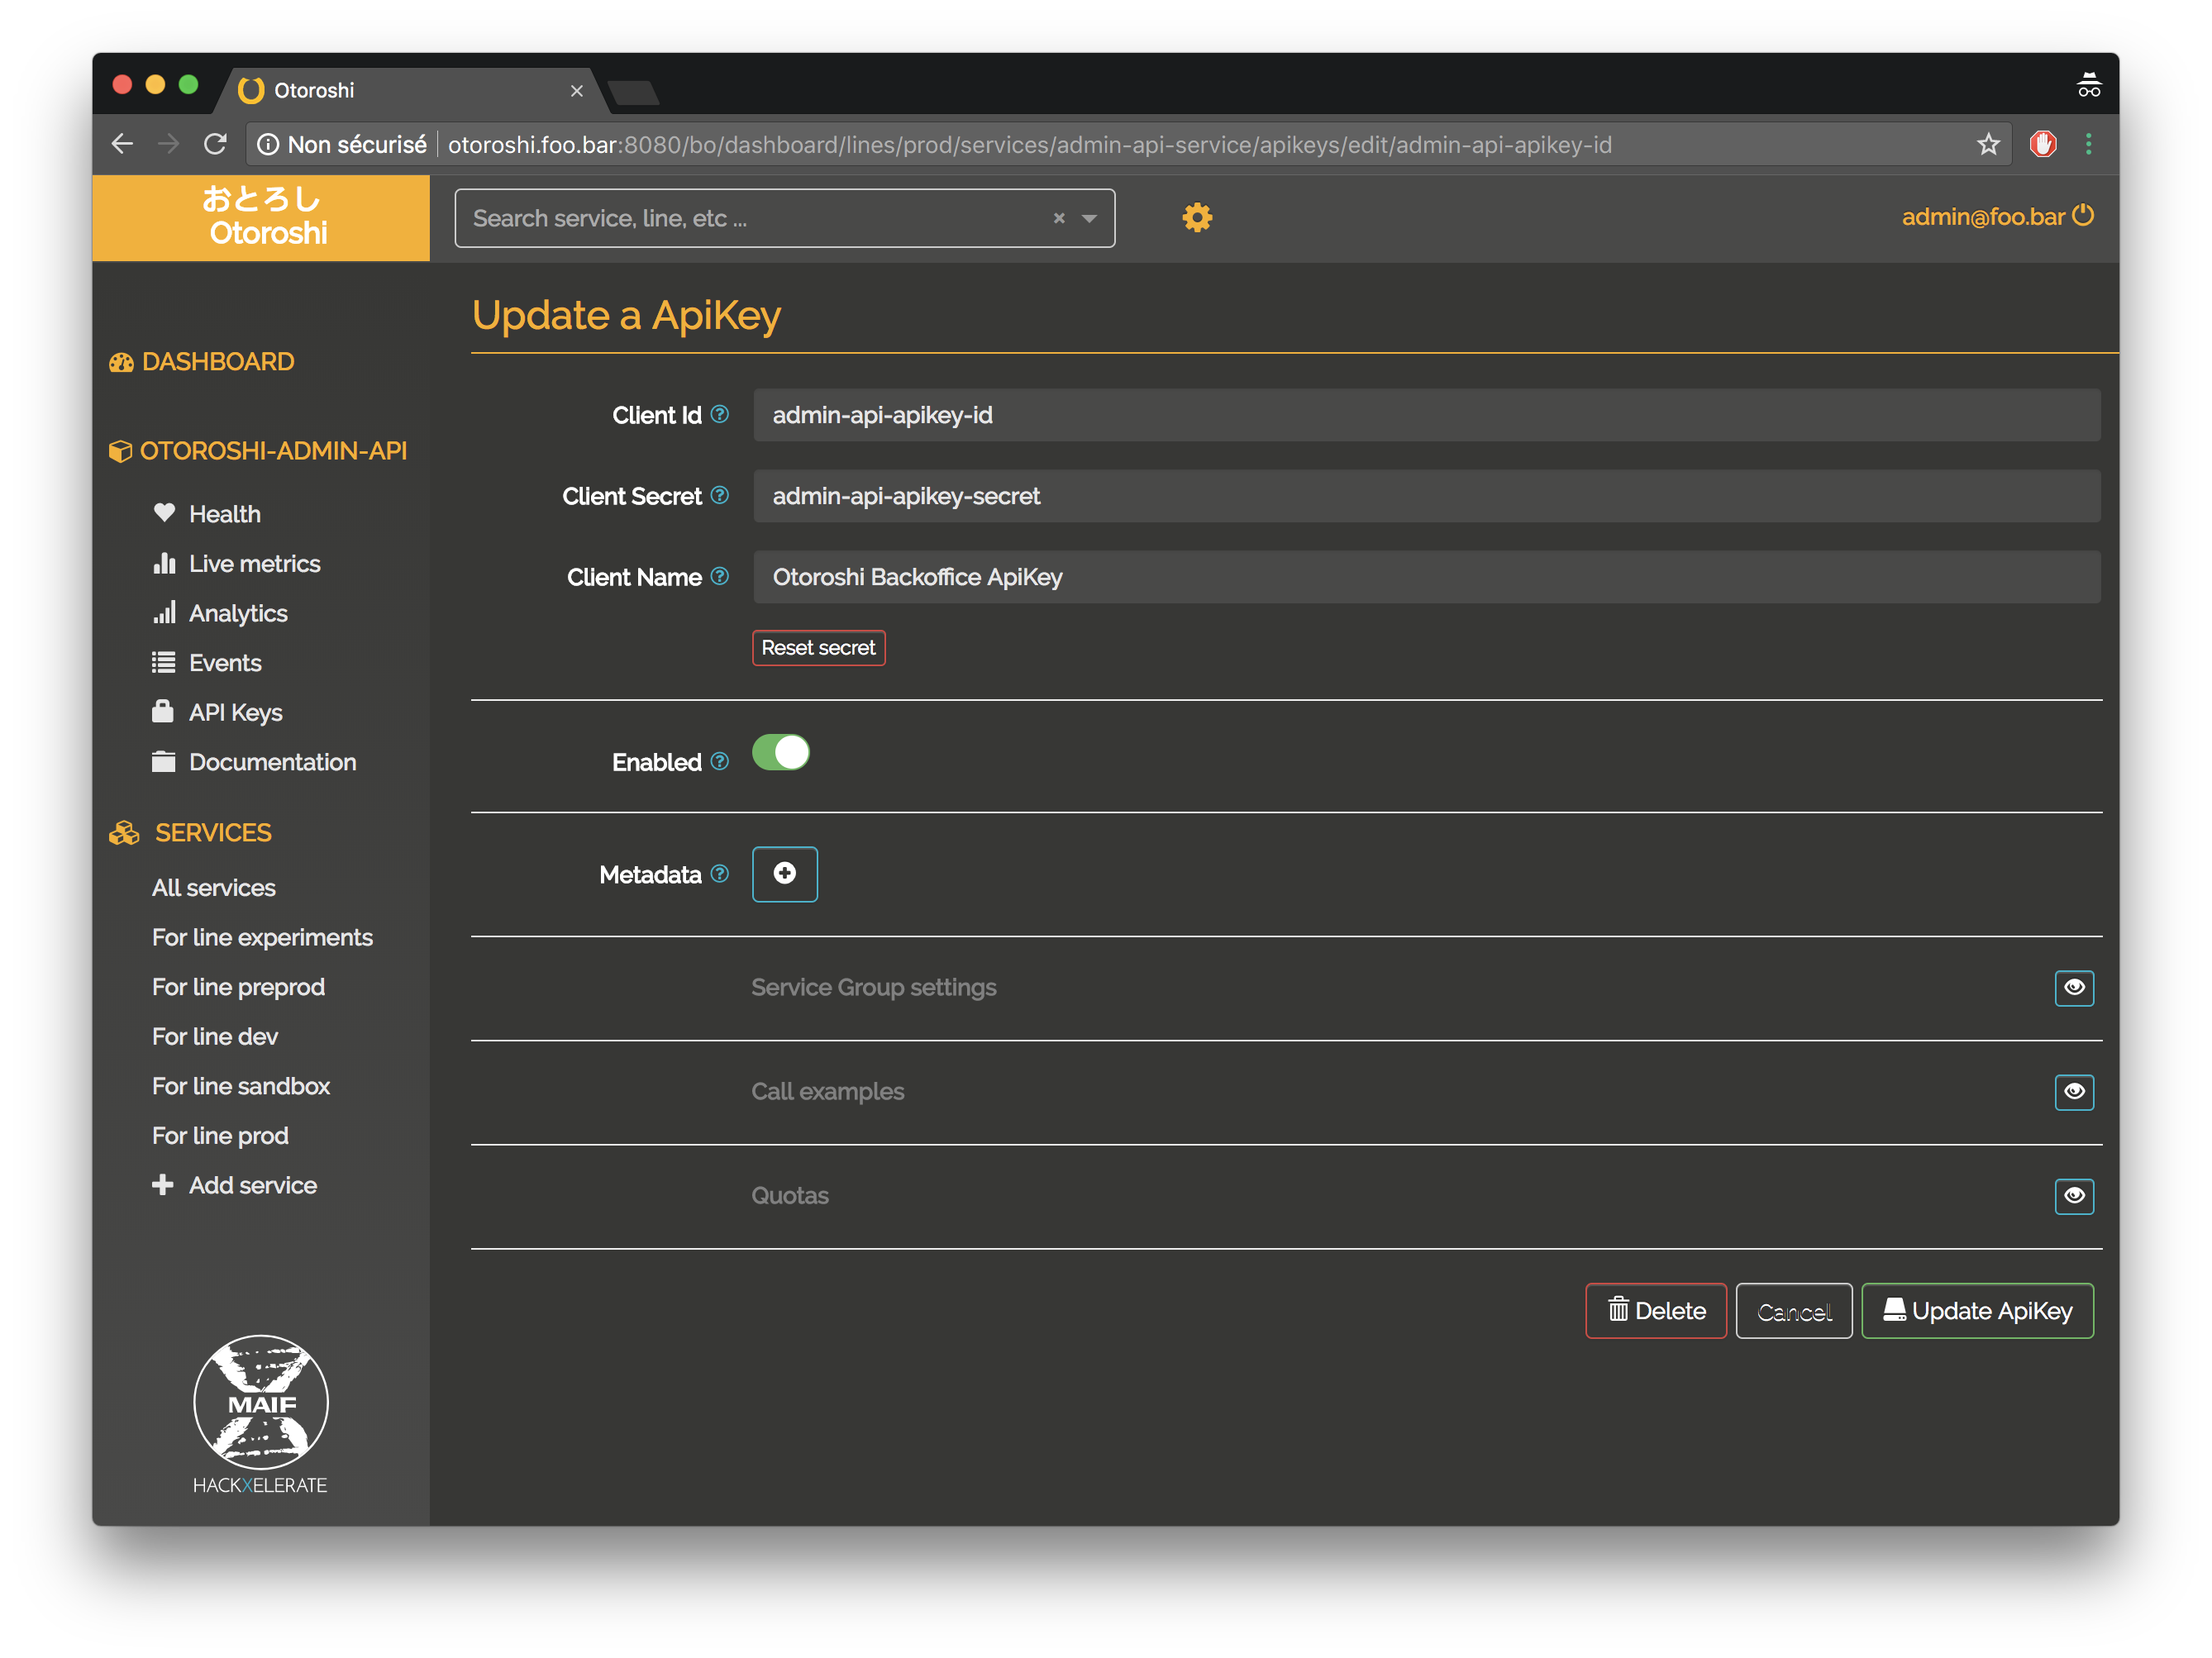 Otoroshi
Non sécurisé
otoroshi.foo.bar:8080/bo/dashboard/lines/prod/services/admin-api-service/apikeys/edit/admin-api-apikey-id
おとろし
Otoroshi
Search service, line, etc ...
admin@foo.bar
DASHBOARD
OTOROSHI-ADMIN-API
Health
Live metrics
Analytics
Events
API Keys
Documentation
SERVICES
All services
For line experiments
For line preprod
For line dev
For line sandbox
For line prod
Add service
MAIF
HACKXELERATE
Update a ApiKey
Client Id
admin-api-apikey-id
Client Secret
admin-api-apikey-secret
Client Name
Otoroshi Backoffice ApiKey
Reset secret
Enabled
Metadata
Service Group settings
Call examples
Quotas
Delete
Cancel
Update ApiKey